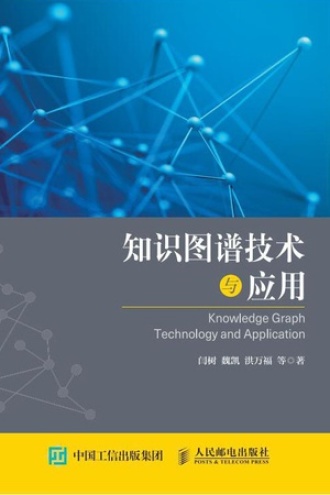 知识图谱技术
与应用
Knowledge Graph
Technology and Application
闫树 魏凯 洪万福 等◎著
中国工信出版集团 人民邮电出版社
POSTS & TELECOM PRESS